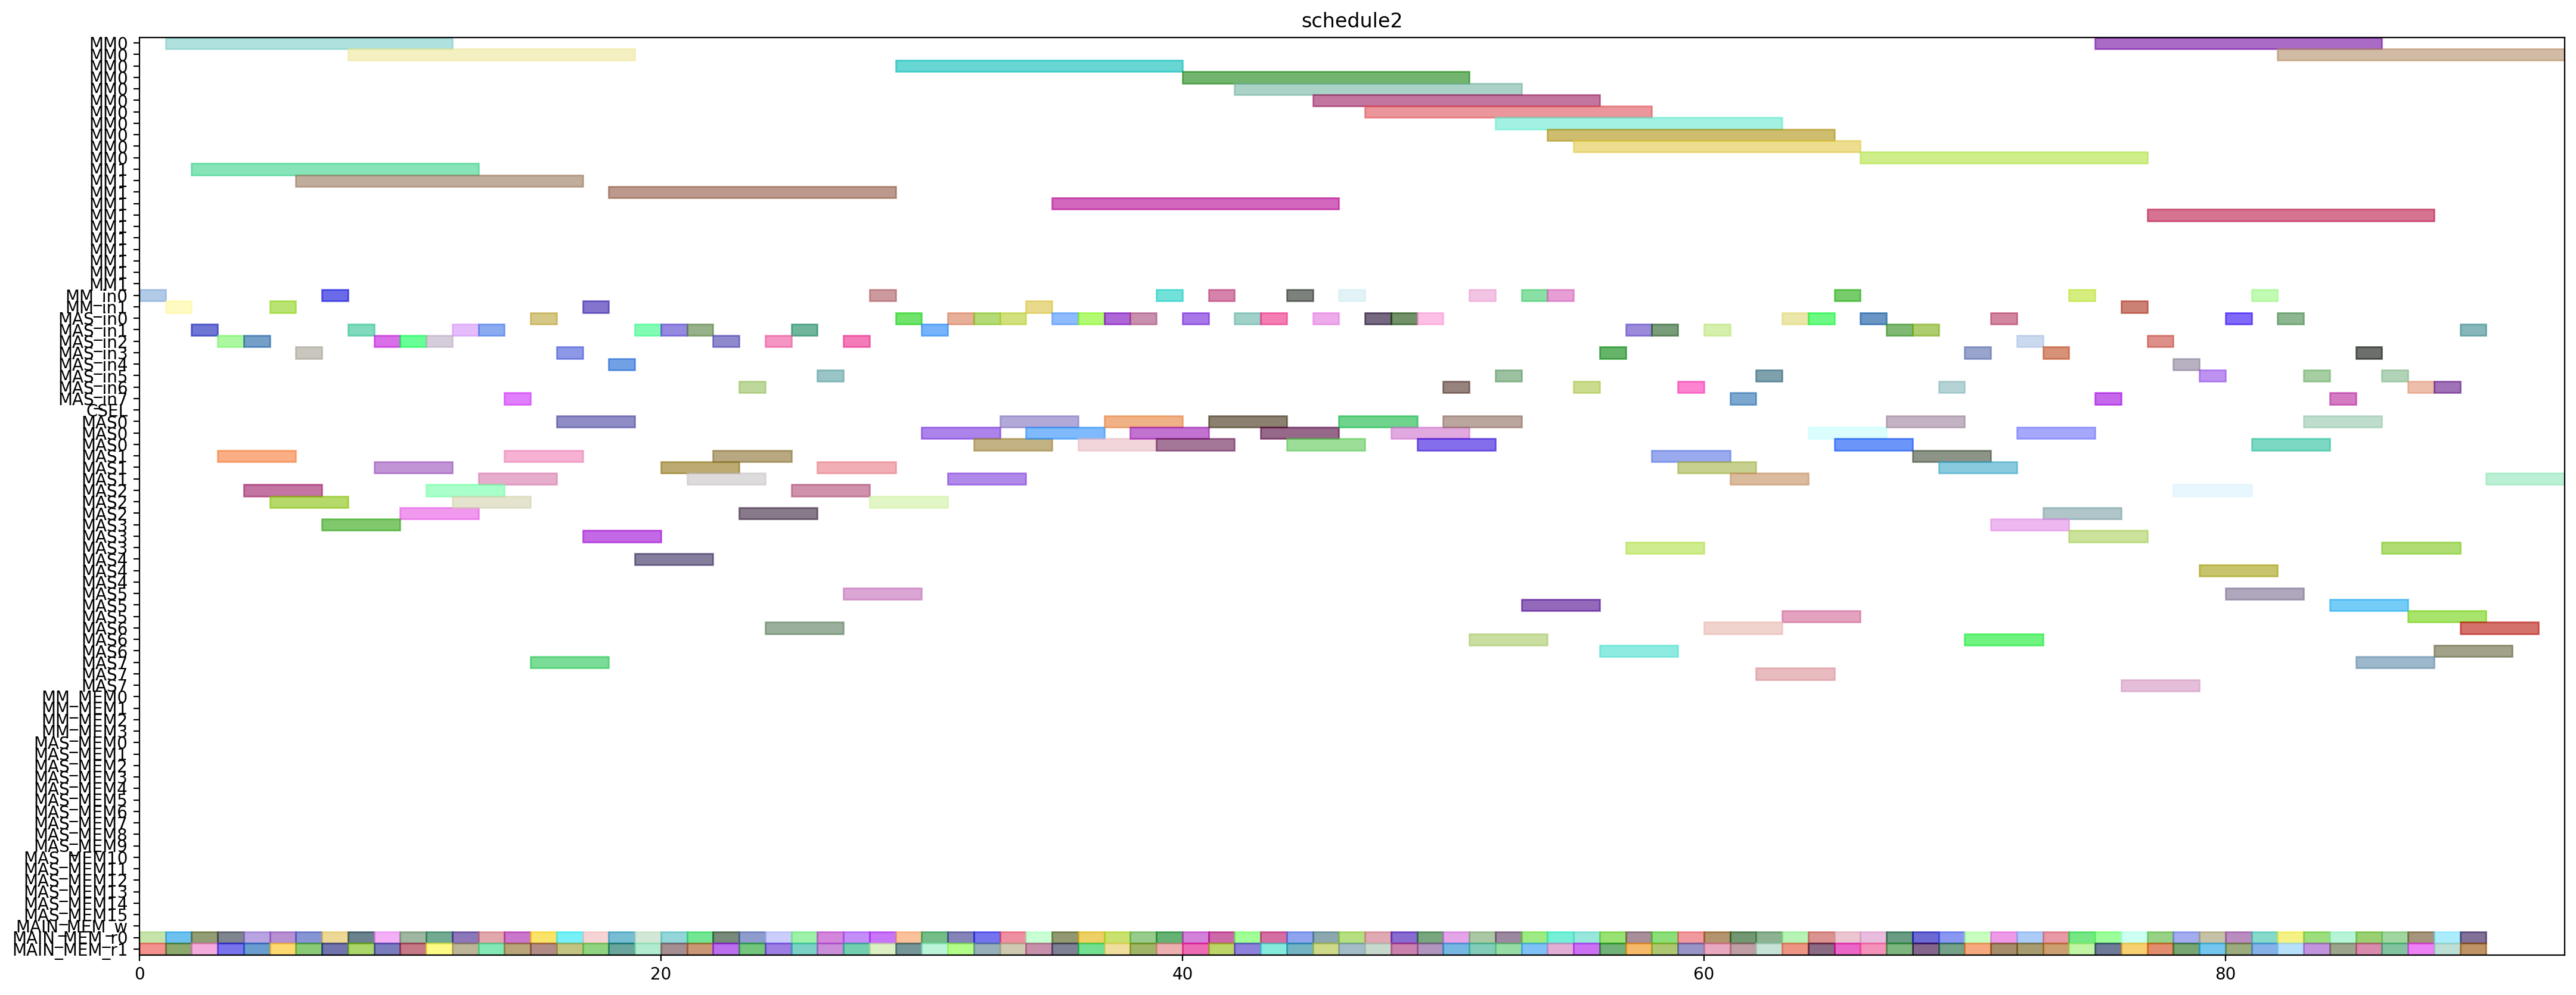 schedule2
MM0
MM0
MM0
MM0
MM0
MM0
MM0
MM0
MM0
MM0
MM0
MM1
MM1
MM1
MM1
MM1
MM1
MM1
MM1
MM1
MM1
MM1
MM_in0
MM_in1
MAS_in0
MAS_in1
MAS_in2
MAS_in3
MAS_in4
MAS_in5
MAS_in6
MAS_in7
CSEL
MAS0
MAS0
MAS0
MAS1
MAS1
MAS1
MAS2
MAS2
MAS2
MAS3
MAS3
MAS3
MAS4
MAS4
MAS4
MAS5
MAS5
MAS5
MAS6
MAS6
MAS6
MAS7
MAS7
MAS7
MM_MEM0
MM_MEM1
MM_MEM2
MM_MEM3
MAS_MEM0
MAS_MEM1
MAS_MEM2
MAS_MEM3
MAS_MEM4
MAS_MEM5
MAS_MEM6
MAS_MEM7
MAS_MEM8
MAS_MEM9
MAS_MEM10
MAS_MEM11
MAS_MEM12
MAS_MEM13
MAS_MEM14
MAS_MEM15
MAIN_MEM_w
MAIN_MEM_r0
MAIN_MEM_r1
0 20 40 60 80